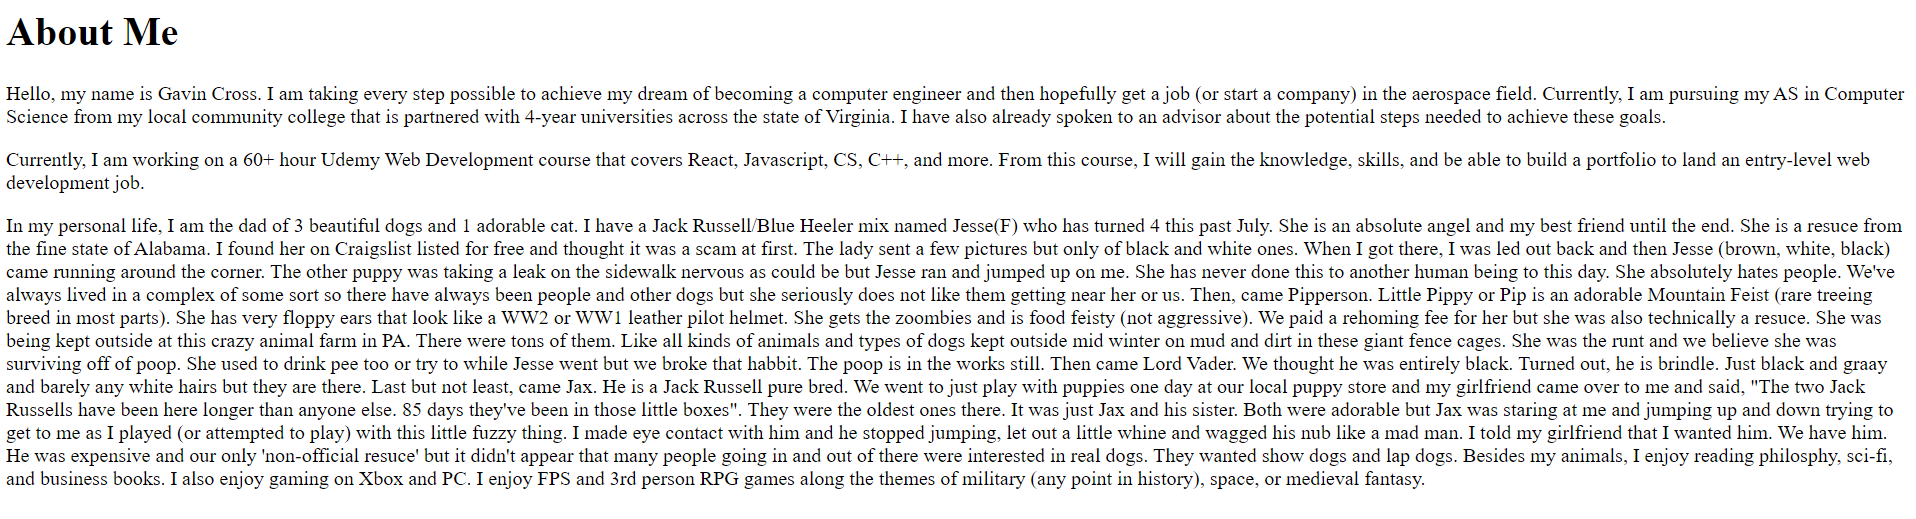 About Me
Hello, my name is Gavin Cross. I am taking every step possible to achieve my dream of becoming a computer engineer and then hopefully get a job (or start a company) in the aerospace field. Currently, I am pursuing my AS in Computer
Science from my local community college that is partnered with 4-year universities across the state of Virginia. I have also already spoken to an advisor about the potential steps needed to achieve these goals.
Currently, I am working on a 60+ hour Udemy Web Development course that covers React, Javascript, CS, C++, and more. From this course, I will gain the knowledge, skills, and be able to build a portfolio to land an entry-level web
development job.
In my personal life, I am the dad of 3 beautiful dogs and 1 adorable cat. I have a Jack Russell/Blue Heeler mix named Jesse(F) who has turned 4 this past July. She is an absolute angel and my best friend until the end. She is a resuce from
the fine state of Alabama. I found her on Craigslist listed for free and thought it was a scam at first. The lady sent a few pictures but only of black and white ones. When I got there, I was led out back and then Jesse (brown, white, black)
came running around the corner. The other puppy was taking a leak on the sidewalk nervous as could be but Jesse ran and jumped up on me. She has never done this to another human being to this day. She absolutely hates people. We've
always lived in a complex of some sort so there have always been people and other dogs but she seriously does not like them getting near her or us. Then, came Pipperson. Little Pippy or Pip is an adorable Mountain Feist (rare treeing
breed in most parts). She has very floppy ears that look like a WW2 or WW1 leather pilot helmet. She gets the zoombies and is food feisty (not aggressive). We paid a rehoming fee for her but she was also technically a resuce. She was
being kept outside at this crazy animal farm in PA. There were tons of them. Like all kinds of animals and types of dogs kept outside mid winter on mud and dirt in these giant fence cages. She was the runt and we believe she was
surviving off of poop. She used to drink pee too or try to while Jesse went but we broke that habbit. The poop is in the works still. Then came Lord Vader. We thought he was entirely black. Turned out, he is brindle. Just black and graay
and barely any white hairs but they are there. Last but not least, came Jax. He is a Jack Russell pure bred. We went to just play with puppies one day at our local puppy store and my girlfriend came over to me and said, "The two Jack
Russells have been here longer than anyone else. 85 days they've been in those little boxes". They were the oldest ones there. It was just Jax and his sister. Both were adorable but Jax was staring at me and jumping up and down trying to
get to me as I played (or attempted to play) with this little fuzzy thing. I made eye contact with him and he stopped jumping, let out a little whine and wagged his nub like a mad man. I told my girlfriend that I wanted him. We have him.
He was expensive and our only 'non-official resuce' but it didn't appear that many people going in and out of there were interested in real dogs. They wanted show dogs and lap dogs. Besides my animals, I enjoy reading philosphy, sci-fi,
and business books. I also enjoy gaming on Xbox and PC. I enjoy FPS and 3rd person RPG games along the themes of military (any point in history), space, or medieval fantasy.